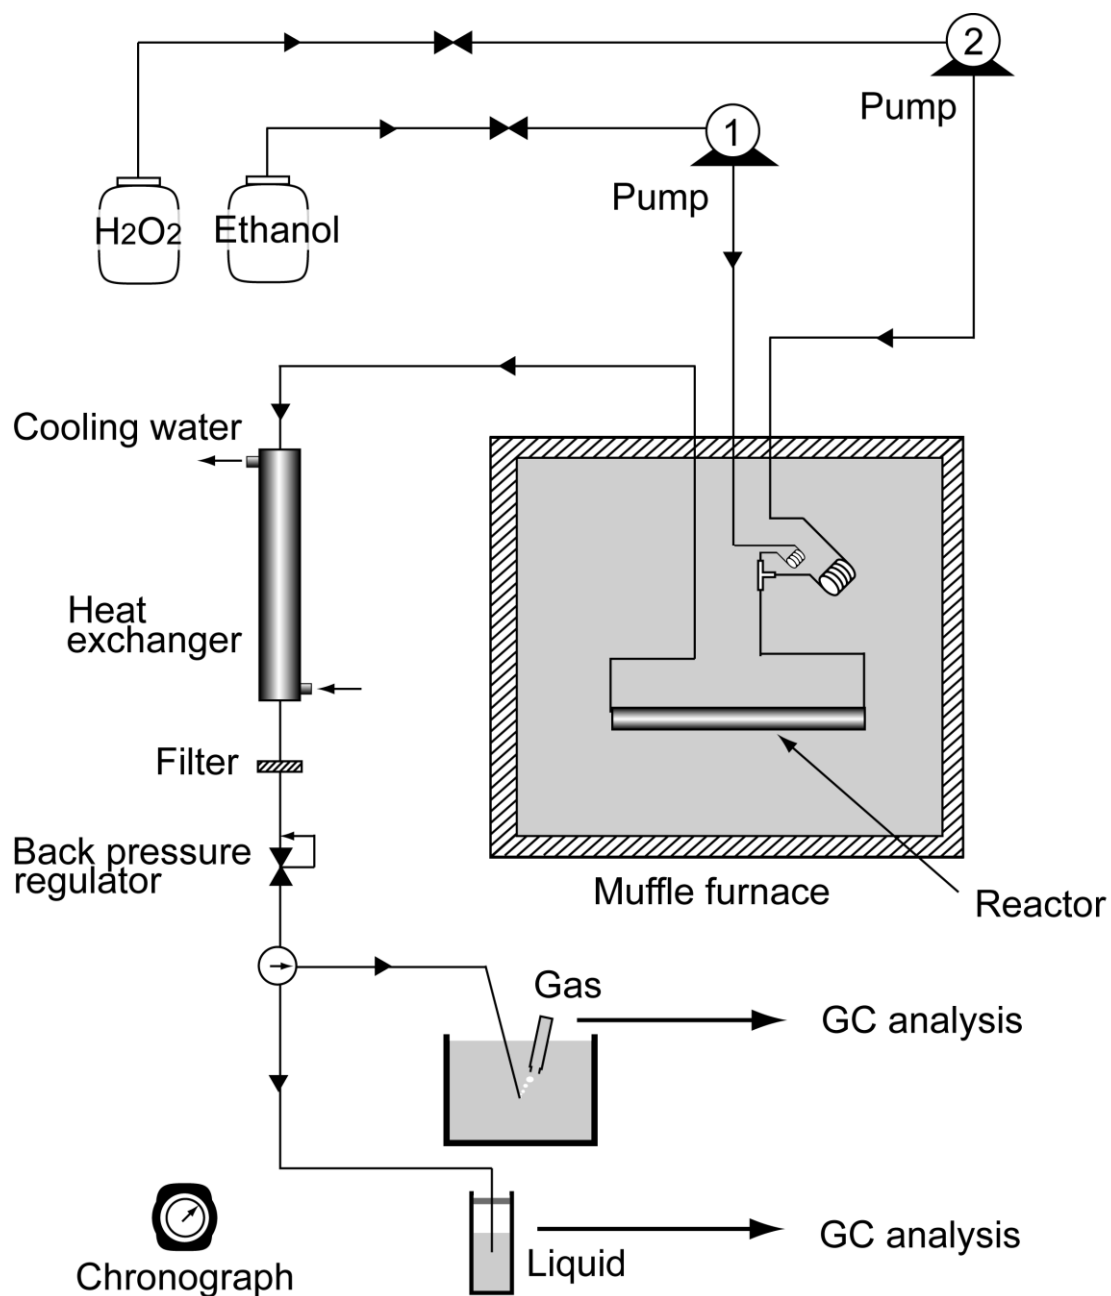 2
Pump
1
Pump
H2O2
Ethanol
Cooling water
Heat
exchanger
Filter
Back pressure
regulator
Muffle furnace
Reactor
Gas
GC analysis
Liquid
GC analysis
Chronograph